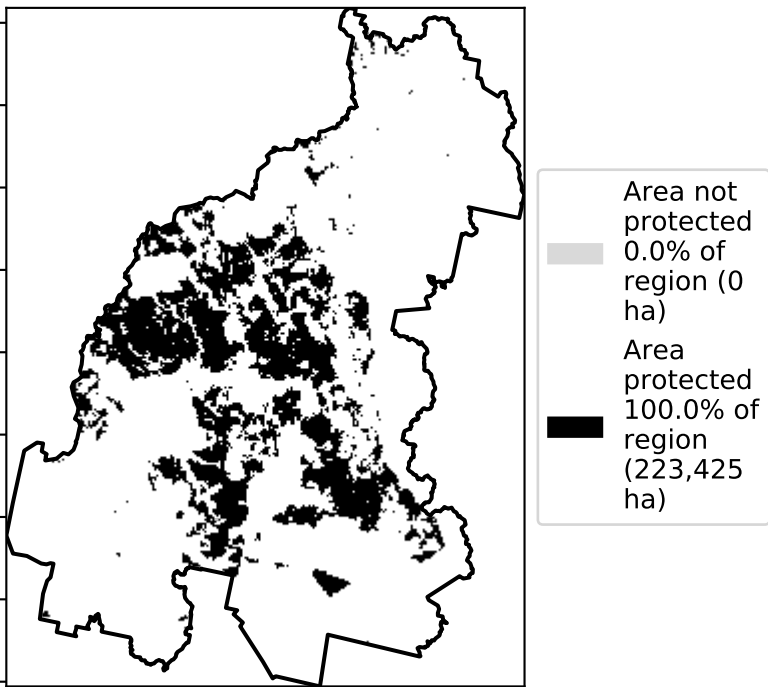 Area not
protected
0.0% of
region (0
ha)
Area
protected
100.0% of
region
(223,425
ha)